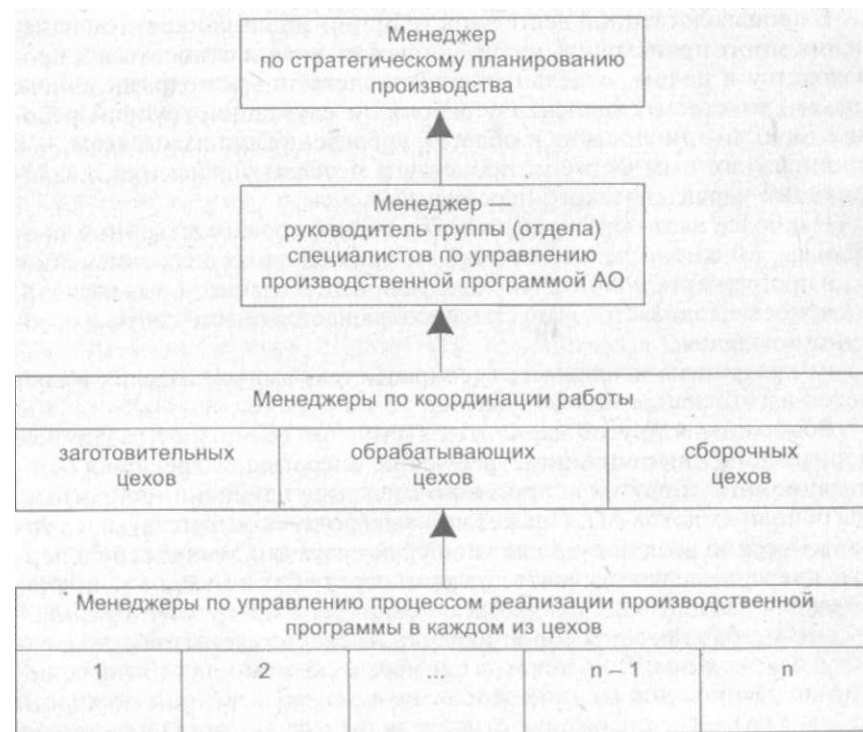 Менеджер
по стратегическому планированию
производства
Менеджер —
руководитель группы (отдела)
специалистов по управлению
производственной программой АО
Менеджеры по координации работы
заготовительных
цехов
обрабатывающих
цехов
сборочных
цехов
Менеджеры по управлению процессом реализации производственной
программы в каждом из цехов
2
...
n – 1
n